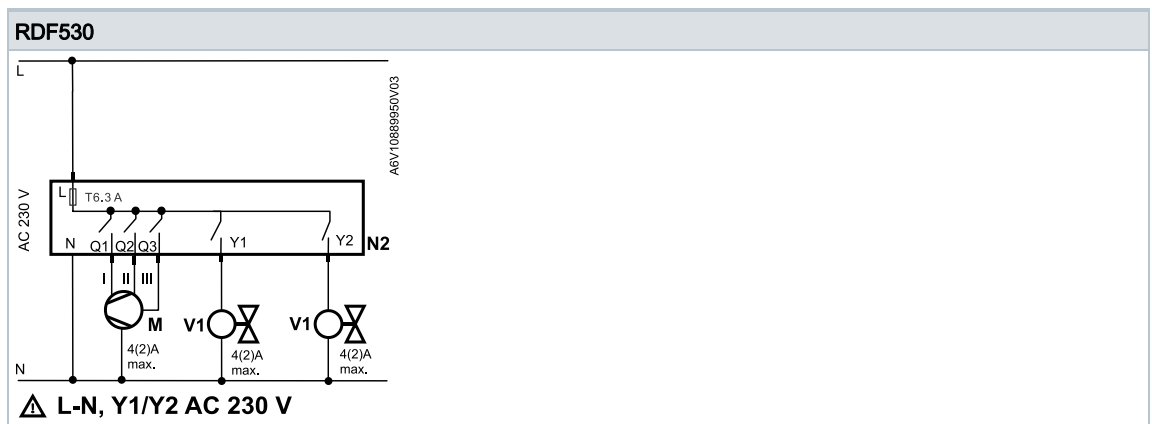 RDF530
L
A6V10889950V03
AC 230 V
L T6.3 A
N Q1 Q2 Q3 Y1 Y2 N2
I II III
M V1 V1
4(2)A
max.
4(2)A
max.
4(2)A
max.
N
⚠ L-N, Y1/Y2 AC 230 V